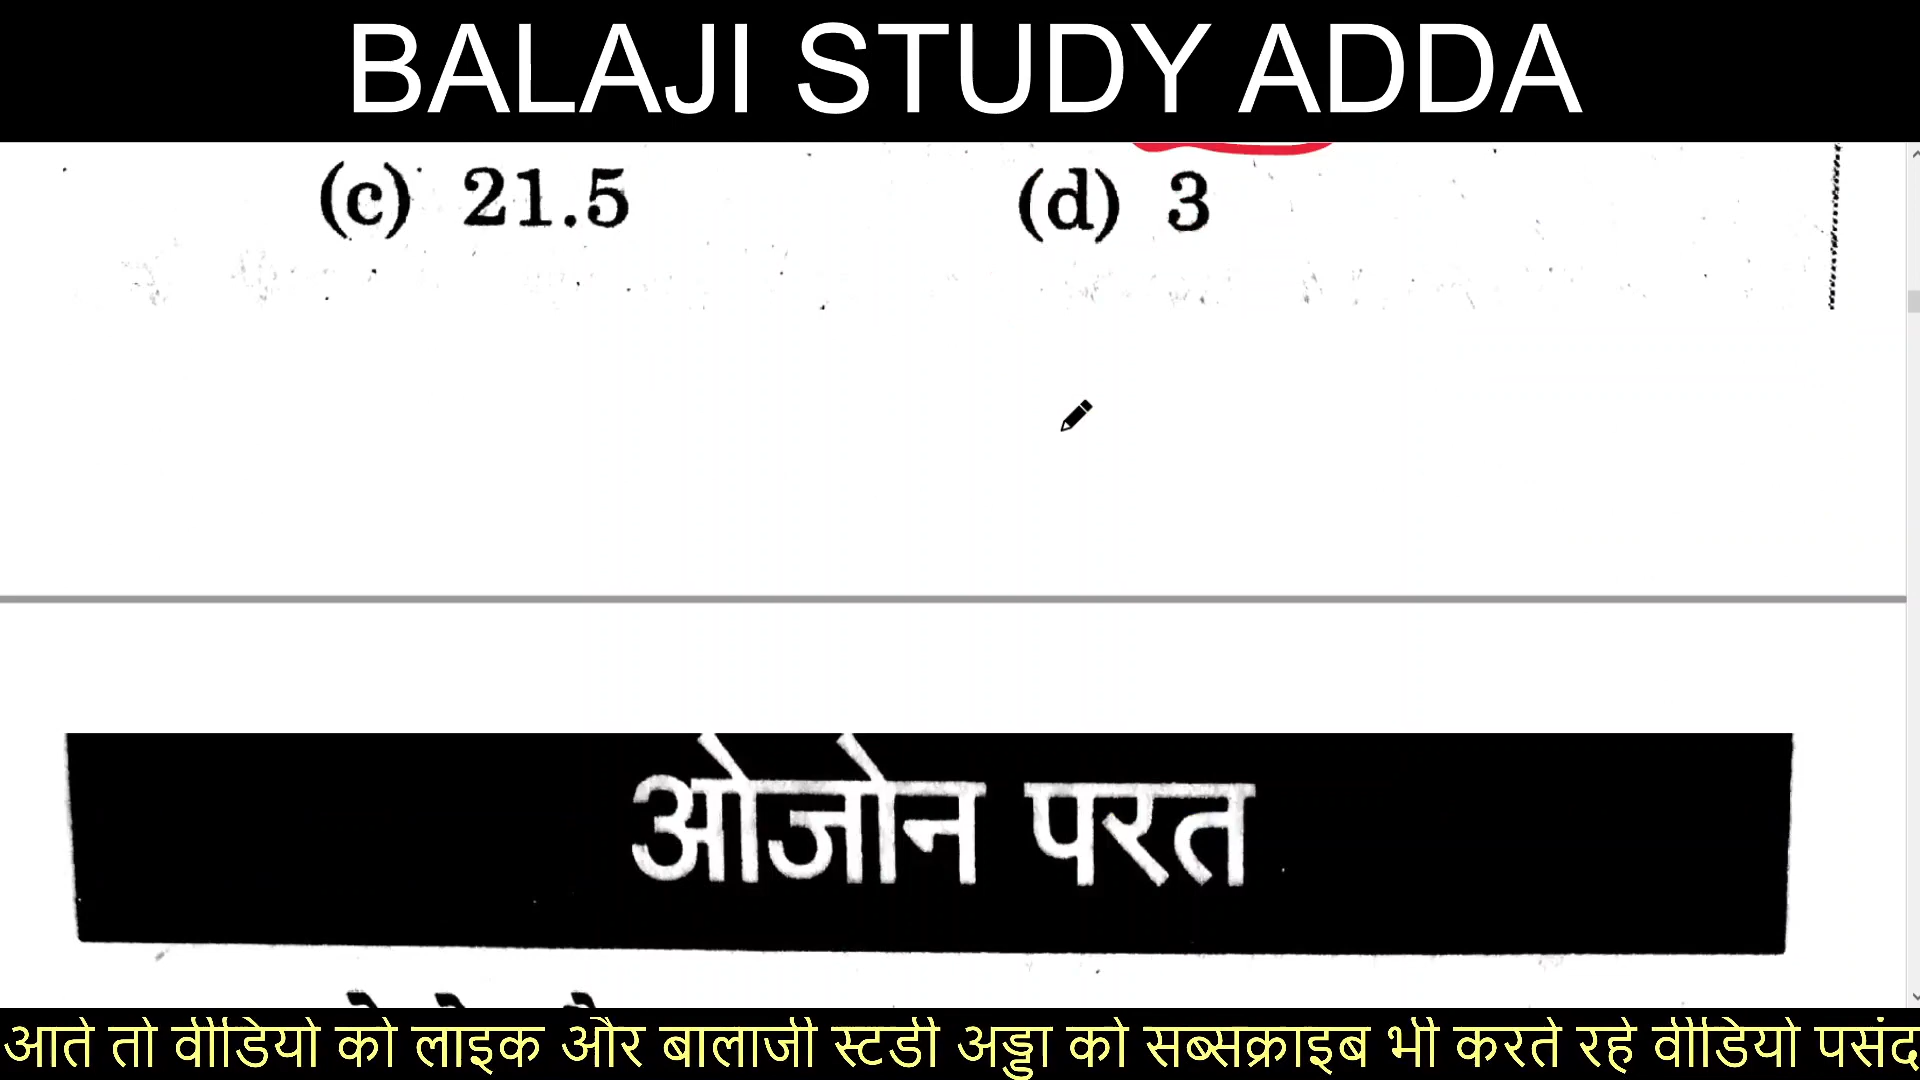 BALAJI STUDY ADDA
(c) 21.5 (d) 3
ओजोन परत
आते तो वीडियो को लाइक और बालाजी स्टडी अड्डा को सब्सक्राइब भी करते रहे वीडियो पसंद